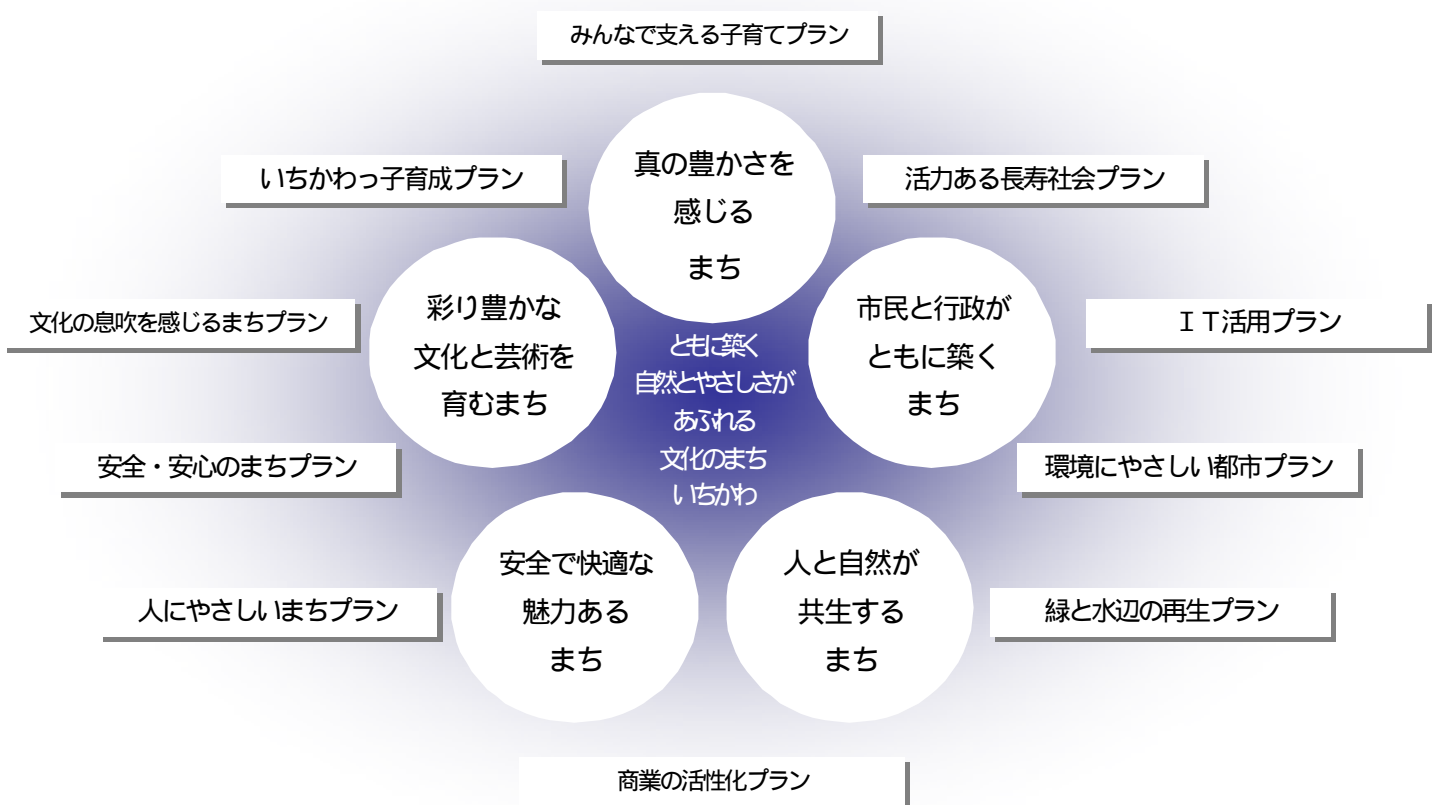 みんなで支える子育てプラン
いちかわっ子育成プラン
真の豊かさを
感じる
まち
活力ある長寿社会プラン
文化の息吹を感じるまちプラン
彩り豊かな
文化と芸術を
育むまち
市民と行政が
ともに築く
まち
ＩＴ活用プラン
ともに築く
自然とやさしさが
あふれる
文化のまち
いちかわ
安全・安心のまちプラン
環境にやさしい都市プラン
人にやさしいまちプラン
安全で快適な
魅力ある
まち
人と自然が
共生する
まち
緑と水辺の再生プラン
商業の活性化プラン